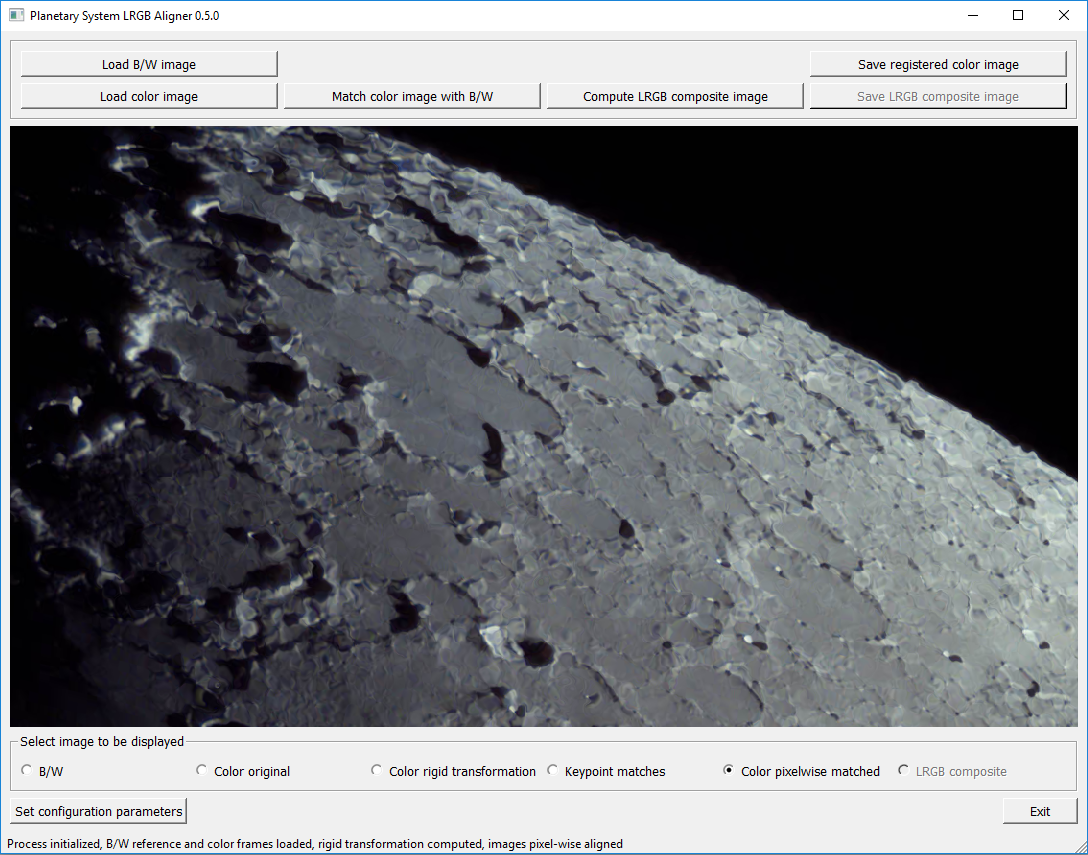 Planetary System LRGB Aligner 0.5.0
Load B/W image
Save registered color image
Load color image
Match color image with B/W
Compute LRGB composite image
Save LRGB composite image
Select image to be displayed
B/W
Color original
Color rigid transformation
Keypoint matches
Color pixelwise matched
LRGB composite
Set configuration parameters
Exit
Process initialized, B/W reference and color frames loaded, rigid transformation computed, images pixel-wise aligned